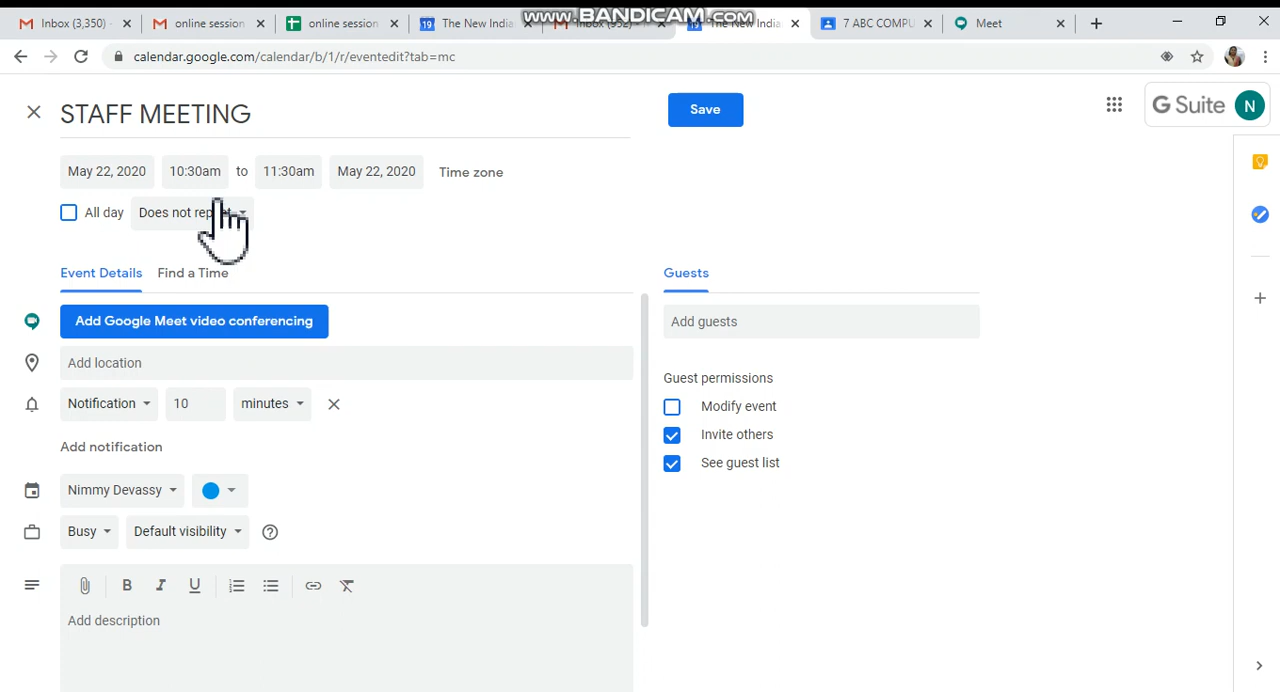 Inbox (3,350)
online session
online session
The New India
The New India
7 ABC COMPU
Meet
www.BANDICAM.com
calendar.google.com/calendar/b/1/r/eventedit?tab=mc
STAFF MEETING
Save
G Suite N
May 22, 2020 10:30am to 11:30am May 22, 2020 Time zone
All day Does not rep
Event Details Find a Time
Guests
Add Google Meet video conferencing
Add guests
Add location
Guest permissions
Notification 10 minutes
Modify event
Invite others
Add notification
See guest list
Nimmy Devassy
Busy Default visibility
B I U
Add description